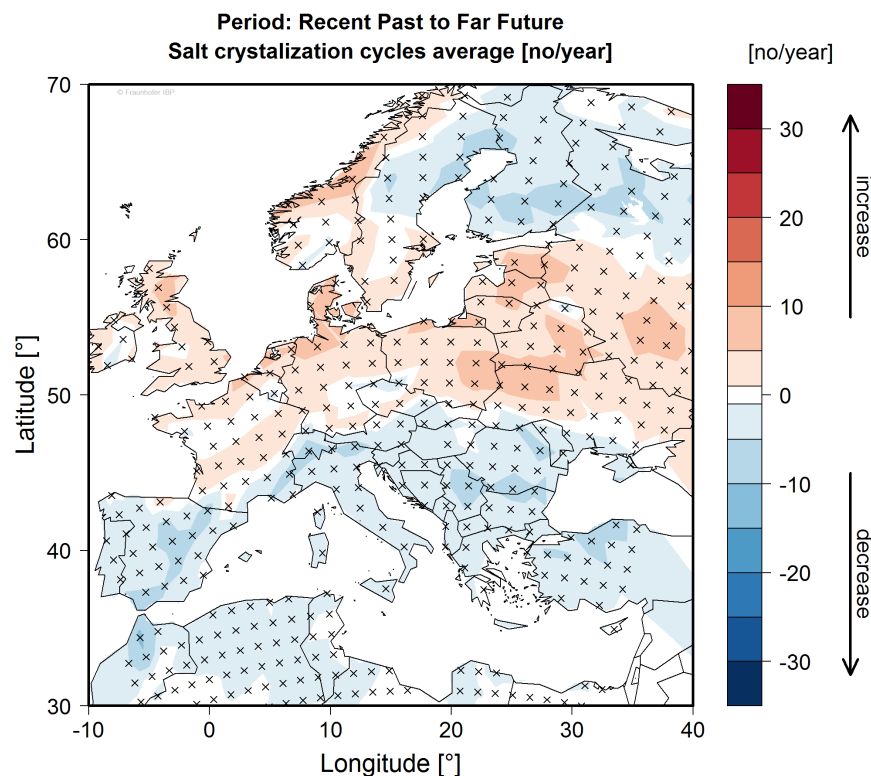 Period: Recent Past to Far Future
Salt crystalization cycles average [no/year]
[no/year]
© Fraunhofer IBP
70
60
50
40
30
Latitude [°]
-10
0
10
20
30
40
Longitude [°]
30
20
10
0
-10
-20
-30
increase
decrease